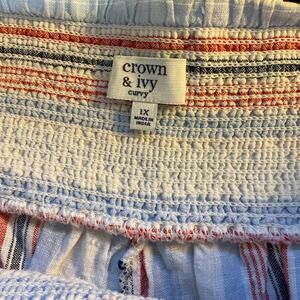 crown
& ivy
curvy
1X
MADE IN
INDIA